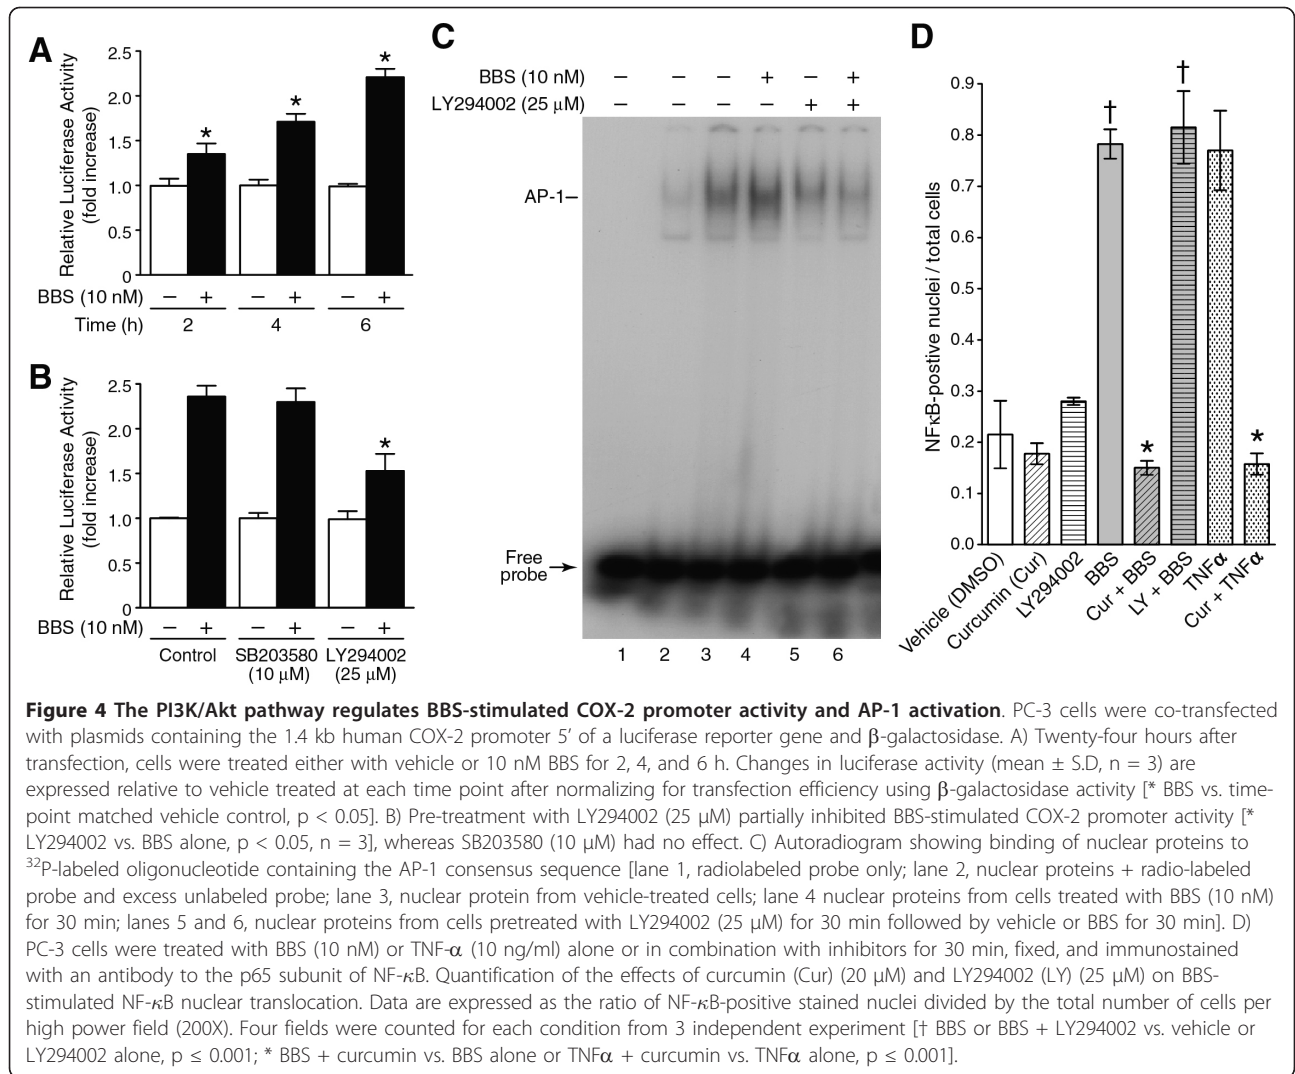 A
Relative Luciferase Activity
(fold increase)
2.5
2.0
1.5
1.0
0.5
0
* * *
BBS (10 nM) – + – + – +
Time (h) 2 4 6
B
Relative Luciferase Activity
(fold increase)
2.5
2.0
1.5
1.0
0.5
0
*
BBS (10 nM) – + – + – +
Control SB203580 LY294002
(10 µM) (25 µM)
C
BBS (10 nM) – – – + – +
LY294002 (25 µM) – – – – + +
AP-1–
Free
probe
1 2 3 4 5 6
D
NFκB-postive nuclei / total cells
0.9
0.8
0.7
0.6
0.5
0.4
0.3
0.2
0.1
0.0
† * † *
Vehicle (DMSO)
Curcumin (Cur)
LY294002
BBS
Cur + BBS
LY + BBS
TNFα
Cur + TNFα
Figure 4 The PI3K/Akt pathway regulates BBS-stimulated COX-2 promoter activity and AP-1 activation. PC-3 cells were co-transfected
with plasmids containing the 1.4 kb human COX-2 promoter 5’ of a luciferase reporter gene and β-galactosidase. A) Twenty-four hours after
transfection, cells were treated either with vehicle or 10 nM BBS for 2, 4, and 6 h. Changes in luciferase activity (mean ± S.D, n = 3) are
expressed relative to vehicle treated at each time point after normalizing for transfection efficiency using β-galactosidase activity [* BBS vs. time-
point matched vehicle control, p < 0.05]. B) Pre-treatment with LY294002 (25 µM) partially inhibited BBS-stimulated COX-2 promoter activity [*
LY294002 vs. BBS alone, p < 0.05, n = 3], whereas SB203580 (10 µM) had no effect. C) Autoradiogram showing binding of nuclear proteins to
³²P-labeled oligonucleotide containing the AP-1 consensus sequence [lane 1, radiolabeled probe only; lane 2, nuclear proteins + radio-labeled
probe and excess unlabeled probe; lane 3, nuclear protein from vehicle-treated cells; lane 4 nuclear proteins from cells treated with BBS (10 nM)
for 30 min; lanes 5 and 6, nuclear proteins from cells pretreated with LY294002 (25 µM) for 30 min followed by vehicle or BBS for 30 min]. D)
PC-3 cells were treated with BBS (10 nM) or TNF-α (10 ng/ml) alone or in combination with inhibitors for 30 min, fixed, and immunostained
with an antibody to the p65 subunit of NF-κB. Quantification of the effects of curcumin (Cur) (20 µM) and LY294002 (LY) (25 µM) on BBS-
stimulated NF-κB nuclear translocation. Data are expressed as the ratio of NF-κB-positive stained nuclei divided by the total number of cells per
high power field (200X). Four fields were counted for each condition from 3 independent experiment [† BBS or BBS + LY294002 vs. vehicle or
LY294002 alone, p ≤ 0.001; * BBS + curcumin vs. BBS alone or TNFα + curcumin vs. TNFα alone, p ≤ 0.001].